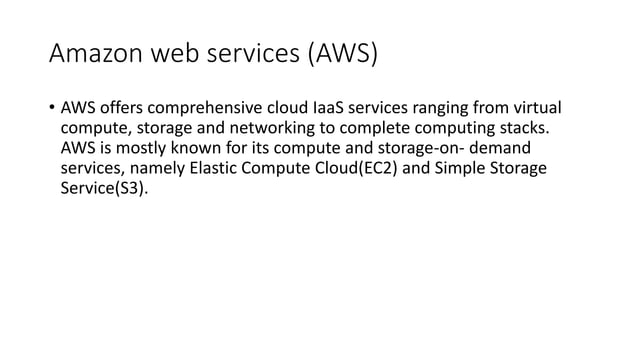 Amazon web services (AWS)
• AWS offers comprehensive cloud IaaS services ranging from virtual
compute, storage and networking to complete computing stacks.
AWS is mostly known for its compute and storage-on- demand
services, namely Elastic Compute Cloud(EC2) and Simple Storage
Service(S3).